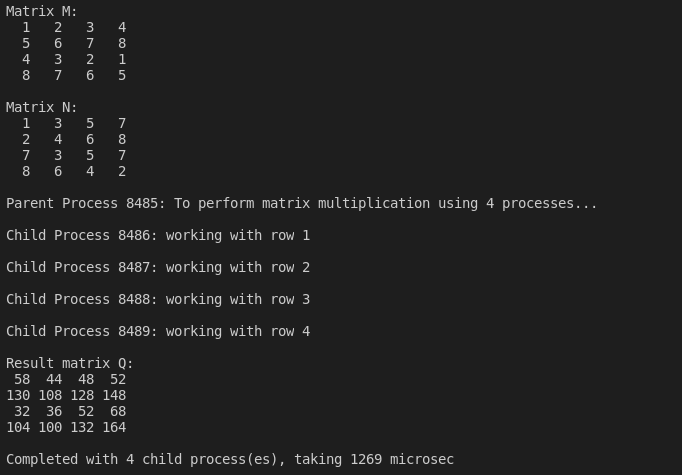 Matrix M:
  1   2   3   4
  5   6   7   8
  4   3   2   1
  8   7   6   5
Matrix N:
  1   3   5   7
  2   4   6   8
  7   3   5   7
  8   6   4   2
Parent Process 8485: To perform matrix multiplication using 4 processes...
Child Process 8486: working with row 1
Child Process 8487: working with row 2
Child Process 8488: working with row 3
Child Process 8489: working with row 4
Result matrix Q:
 58  44  48  52
130 108 128 148
 32  36  52  68
104 100 132 164
Completed with 4 child process(es), taking 1269 microsec